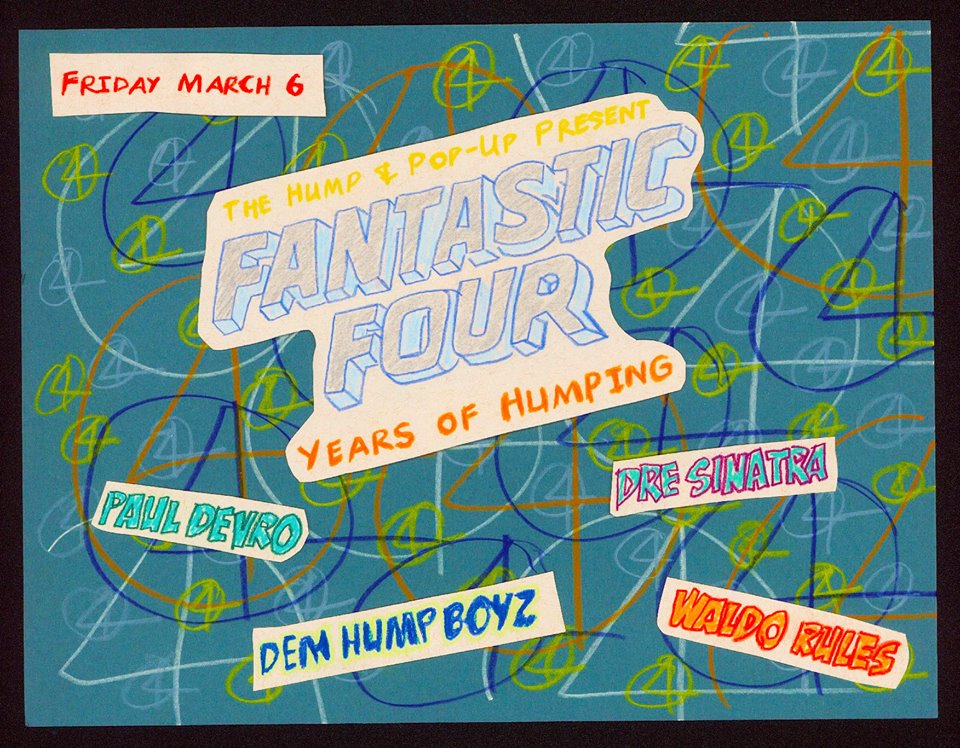 FRIDAY MARCH 6
THE HUMP & POP-UP PRESENT
FANTASTIC
FOUR
YEARS OF HUMPING
DRE SINATRA
PAUL DEVRO
DEM HUMP BOYZ
WALDO RULES